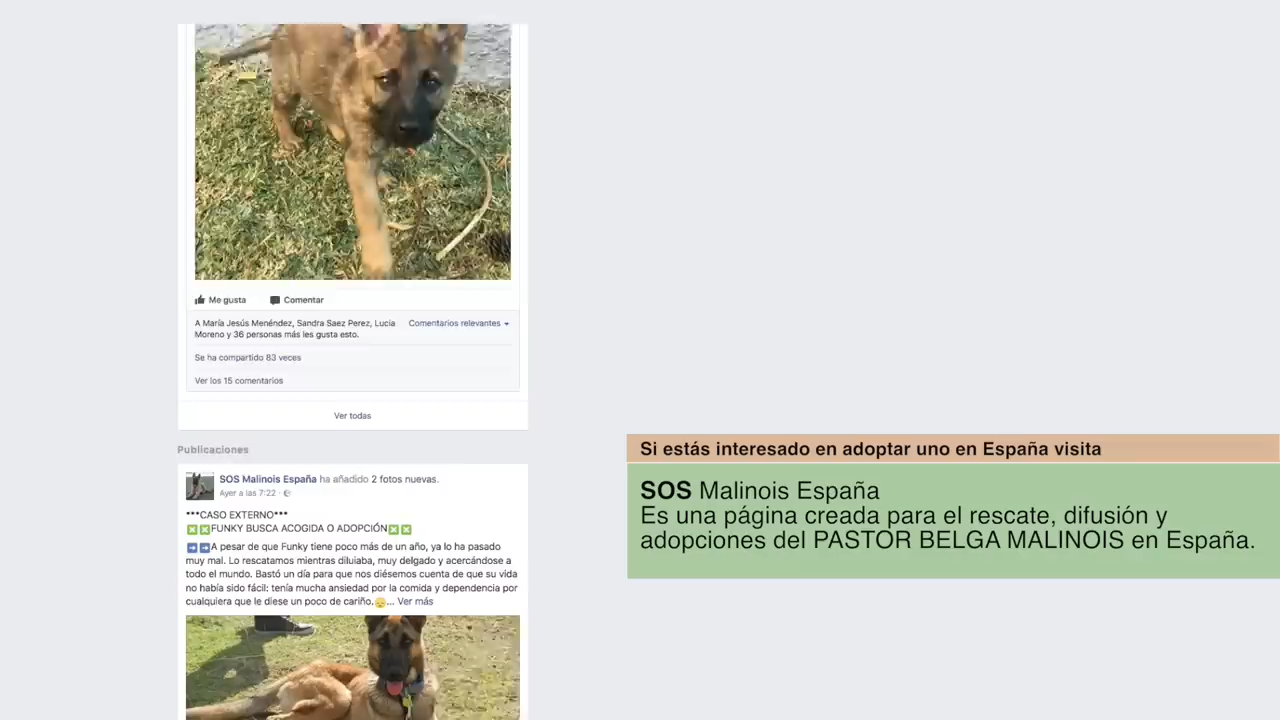 Me gusta Comentar
A María Jesús Menéndez, Sandra Saez Perez, Lucia Comentarios relevantes
Moreno y 36 personas más les gusta esto.
Se ha compartido 83 veces
Ver los 15 comentarios
Ver todas
Publicaciones
SOS Malinois España ha añadido 2 fotos nuevas.
Ayer a las 7:22 ·
***CASO EXTERNO***
❎❎FUNKY BUSCA ACOGIDA O ADOPCIÓN❎❎
➡➡A pesar de que Funky tiene poco más de un año, ya lo ha pasado
muy mal. Lo rescatamos mientras diluiaba, muy delgado y acercándose a
todo el mundo. Bastó un día para que nos diésemos cuenta de que su vida
no había sido fácil: tenía mucha ansiedad por la comida y dependencia por
cualquiera que le diese un poco de cariño,😥... Ver más
Si estás interesado en adoptar uno en España visita
SOS Malinois España
Es una página creada para el rescate, difusión y
adopciones del PASTOR BELGA MALINOIS en España.